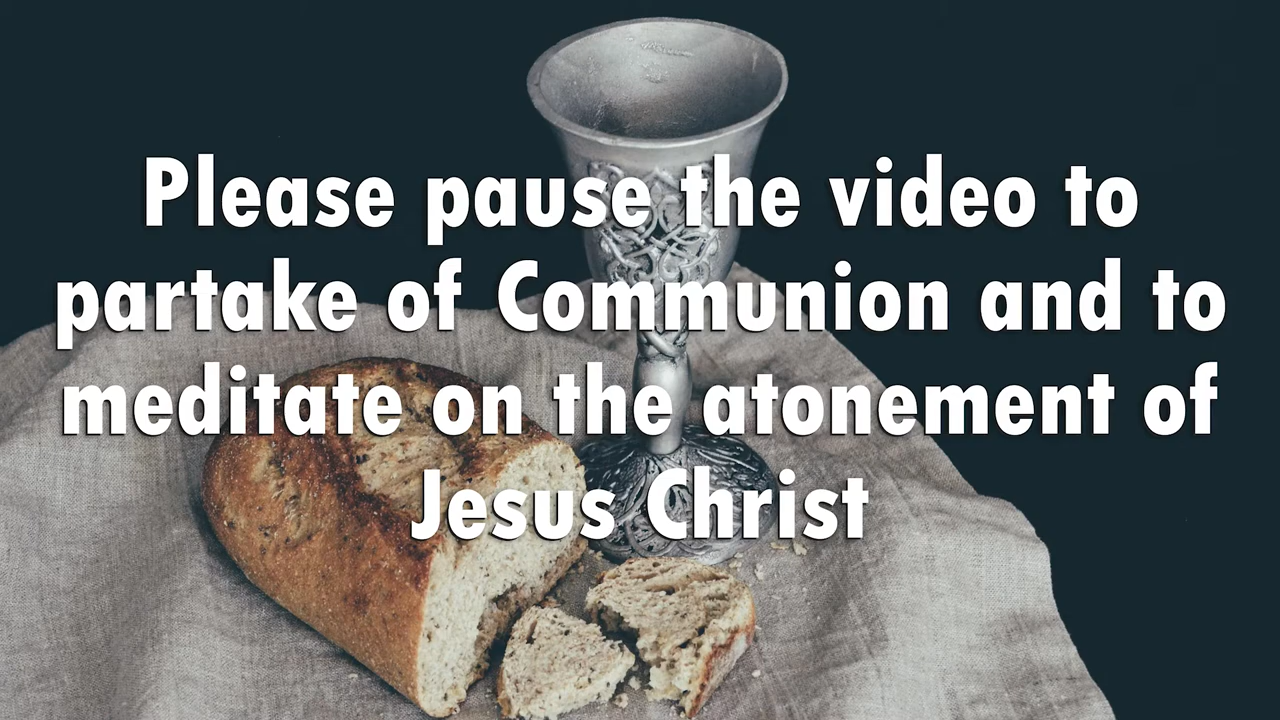 Please pause the video to
partake of Communion and to
meditate on the atonement of
Jesus Christ